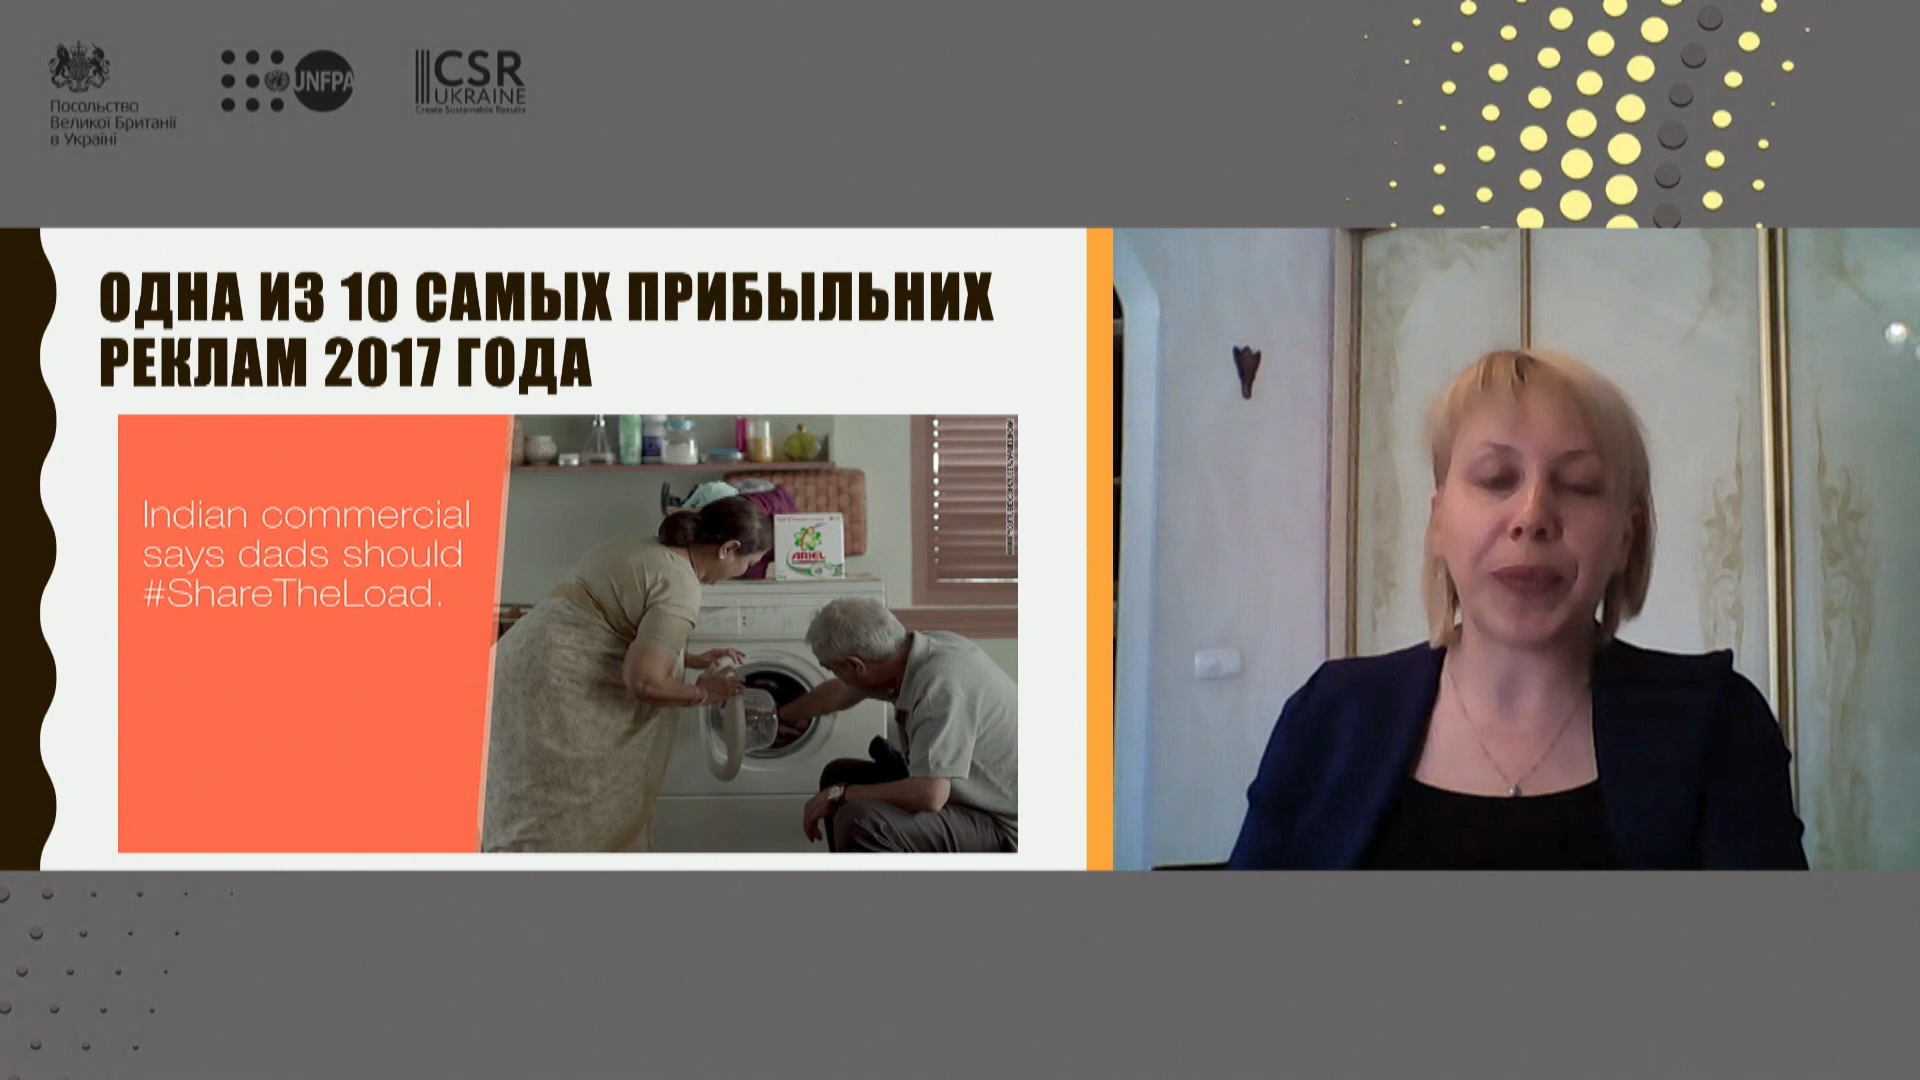 Посольство
Великої Британії
в Україні
UNFPA
CSR
UKRAINE
Create Sustainable Results
ОДНА ИЗ 10 САМЫХ ПРИБЫЛЬНИХ
РЕКЛАМ 2017 ГОДА
Indian commercial
says dads should
#ShareTheLoad.
ARIEL